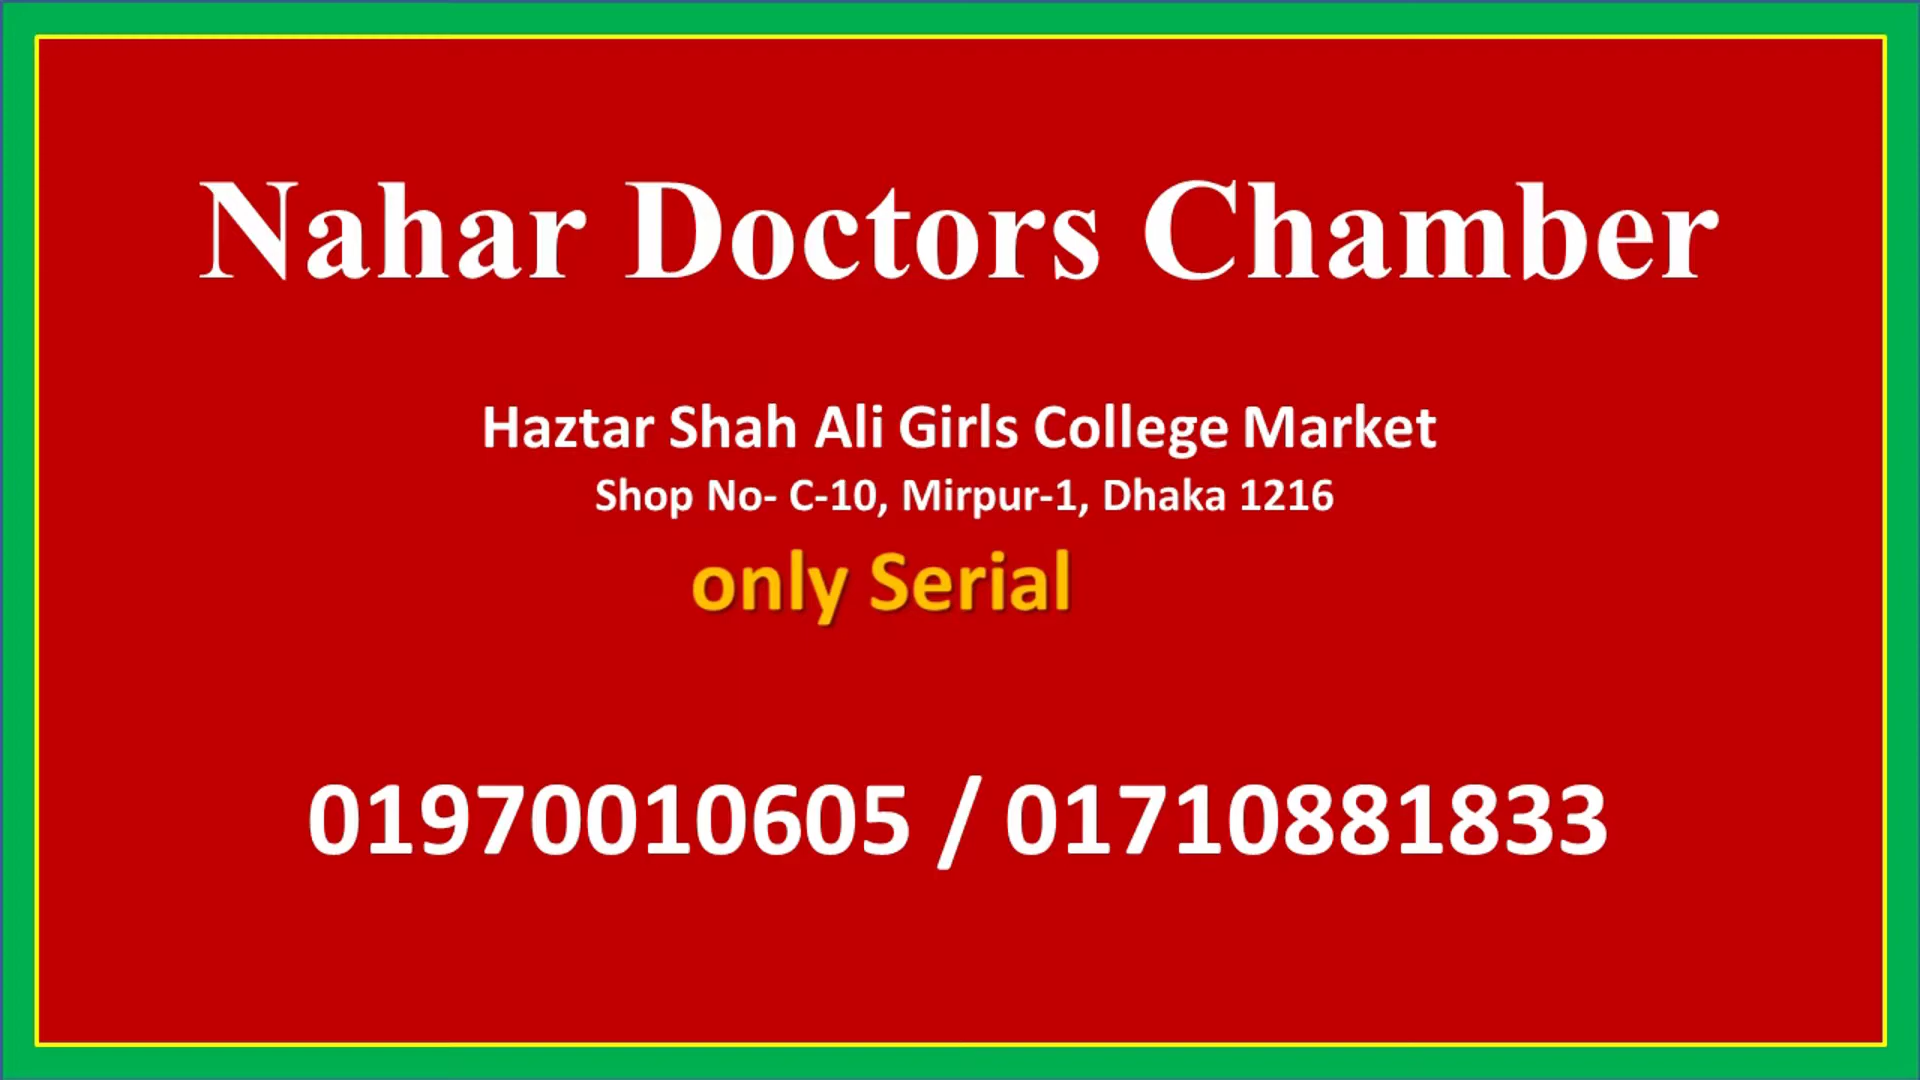 Nahar Doctors Chamber
Haztar Shah Ali Girls College Market
Shop No- C-10, Mirpur-1, Dhaka 1216
only Serial
01970010605 / 01710881833